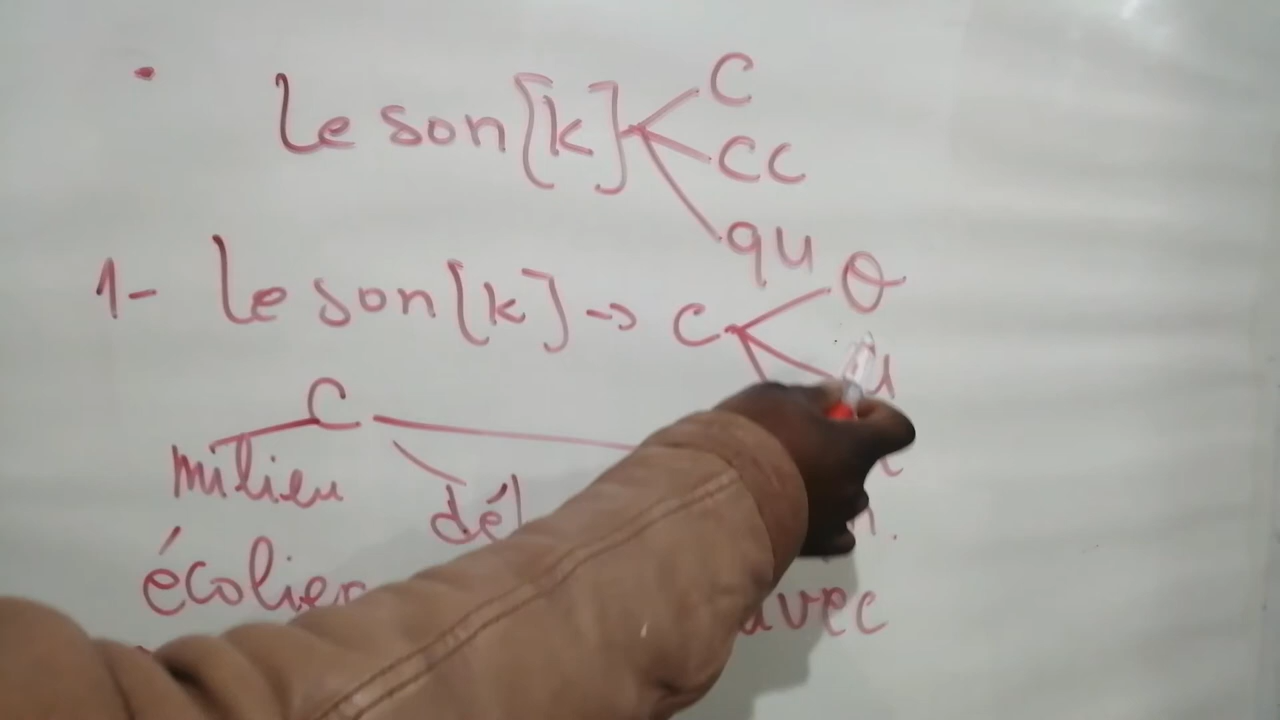 le son [k] c
cc
qu
1- le son [k] → c o
u
c
milieu
écolier avec